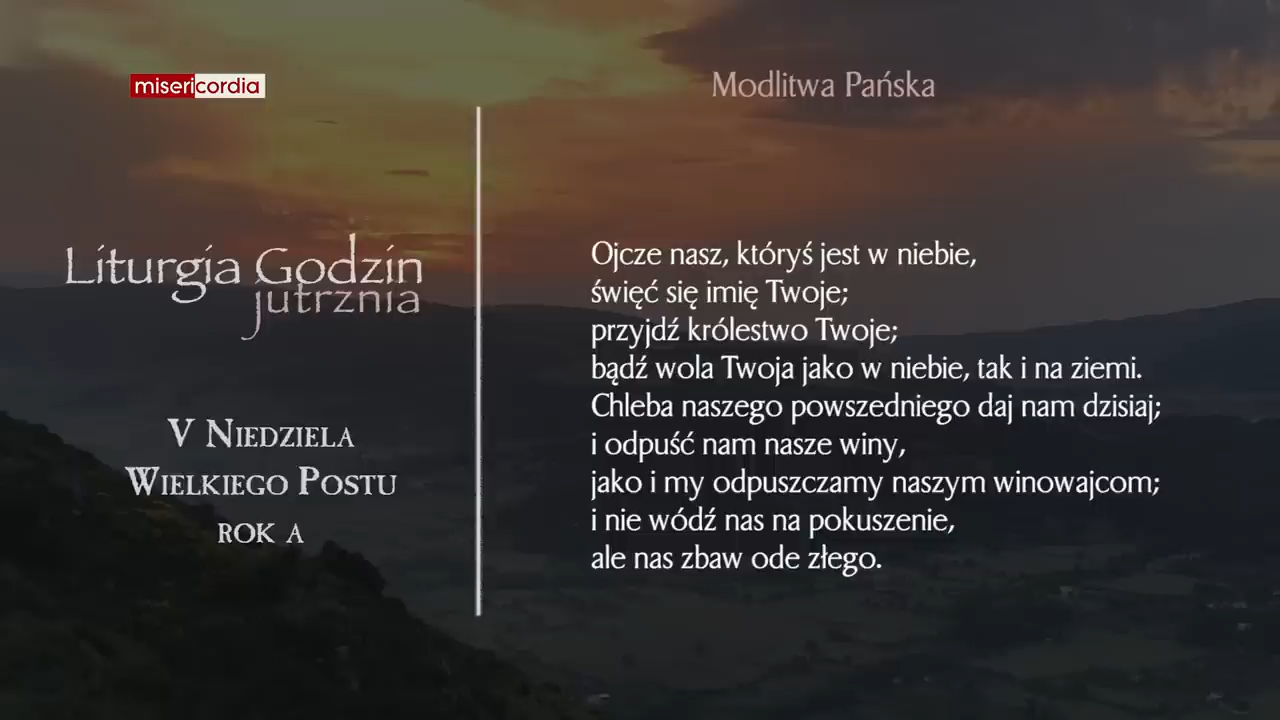 misericordia
Liturgia Godzin
jutrznia
V Niedziela
Wielkiego Postu
rok A
Modlitwa Pańska
Ojcze nasz, któryś jest w niebie,
święć się imię Twoje;
przyjdź królestwo Twoje;
bądź wola Twoja jako w niebie, tak i na ziemi.
Chleba naszego powszedniego daj nam dzisiaj;
i odpuść nam nasze winy,
jako i my odpuszczamy naszym winowajcom;
i nie wódź nas na pokuszenie,
ale nas zbaw ode złego.